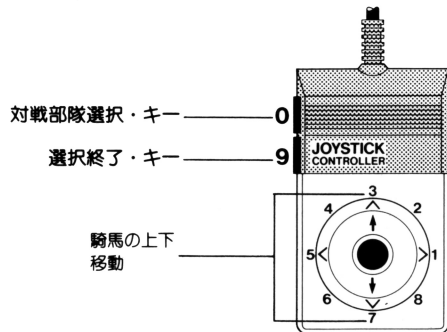 対戦部隊選択・キー 0
選択終了・キー 9
JOYSTICK
CONTROLLER
騎馬の上下
移動
3
4 2
5 1
6 8
7